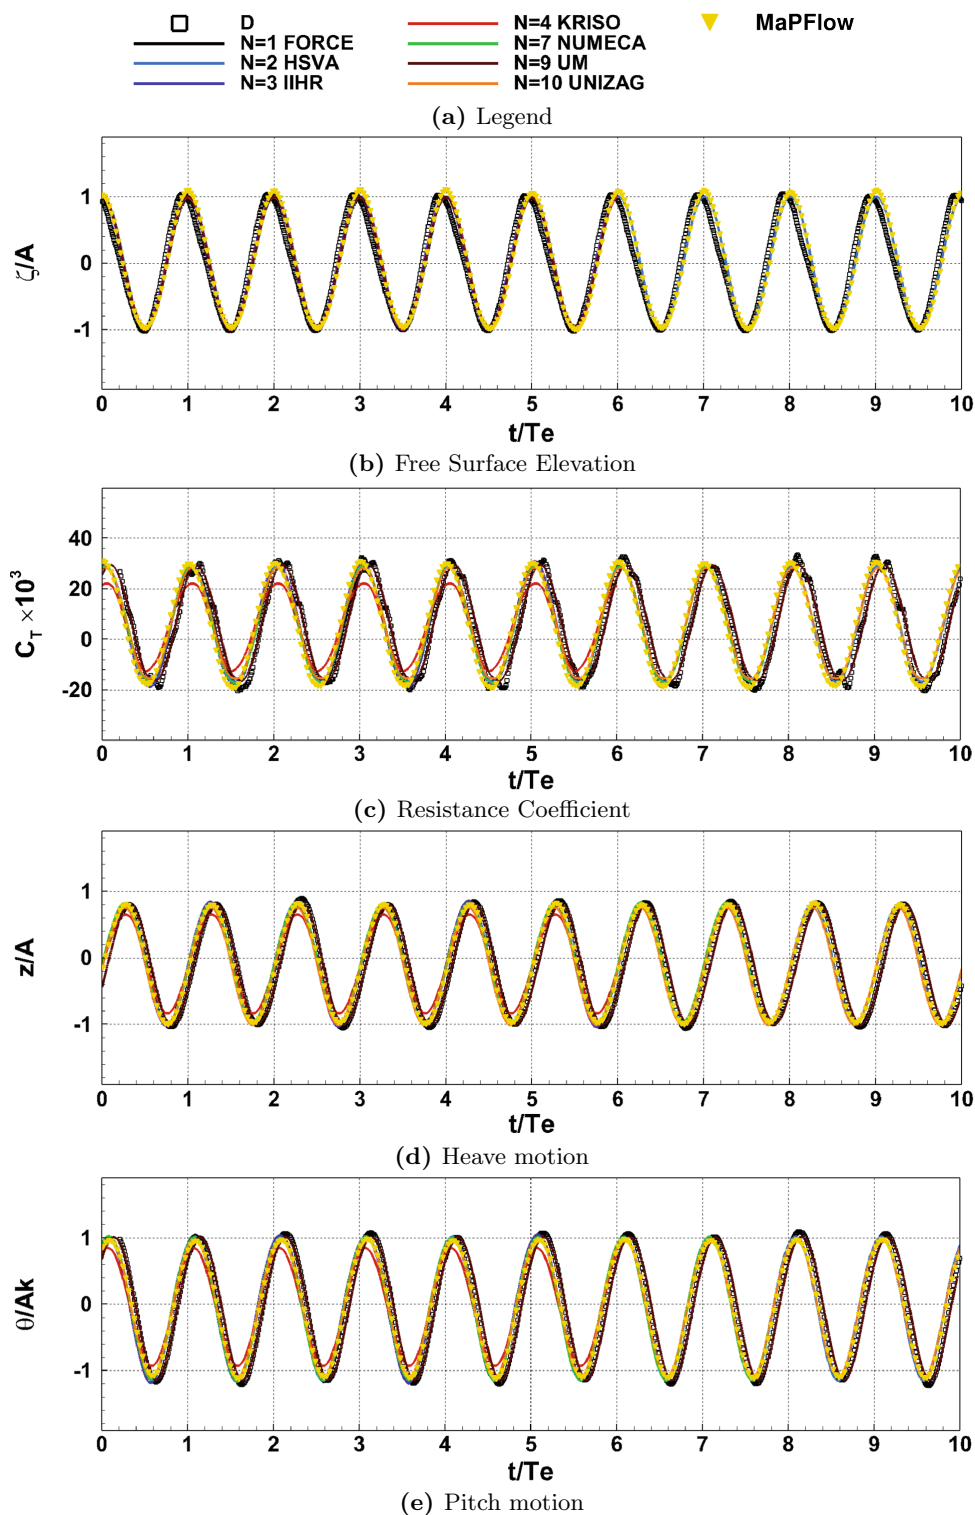 D
N=4 KRISO
MaPFlow
N=1 FORCE
N=7 NUMECA
N=2 HSVA
N=9 UM
N=3 IIHR
N=10 UNIZAG
(a) Legend
1
0
-1
ζ/A
0 1 2 3 4 5 6 7 8 9 10
t/Te
(b) Free Surface Elevation
40
20
0
-20
C_T ×10³
0 1 2 3 4 5 6 7 8 9 10
t/Te
(c) Resistance Coefficient
1
0
-1
z/A
0 1 2 3 4 5 6 7 8 9 10
t/Te
(d) Heave motion
1
0
-1
θ/Ak
0 1 2 3 4 5 6 7 8 9 10
t/Te
(e) Pitch motion